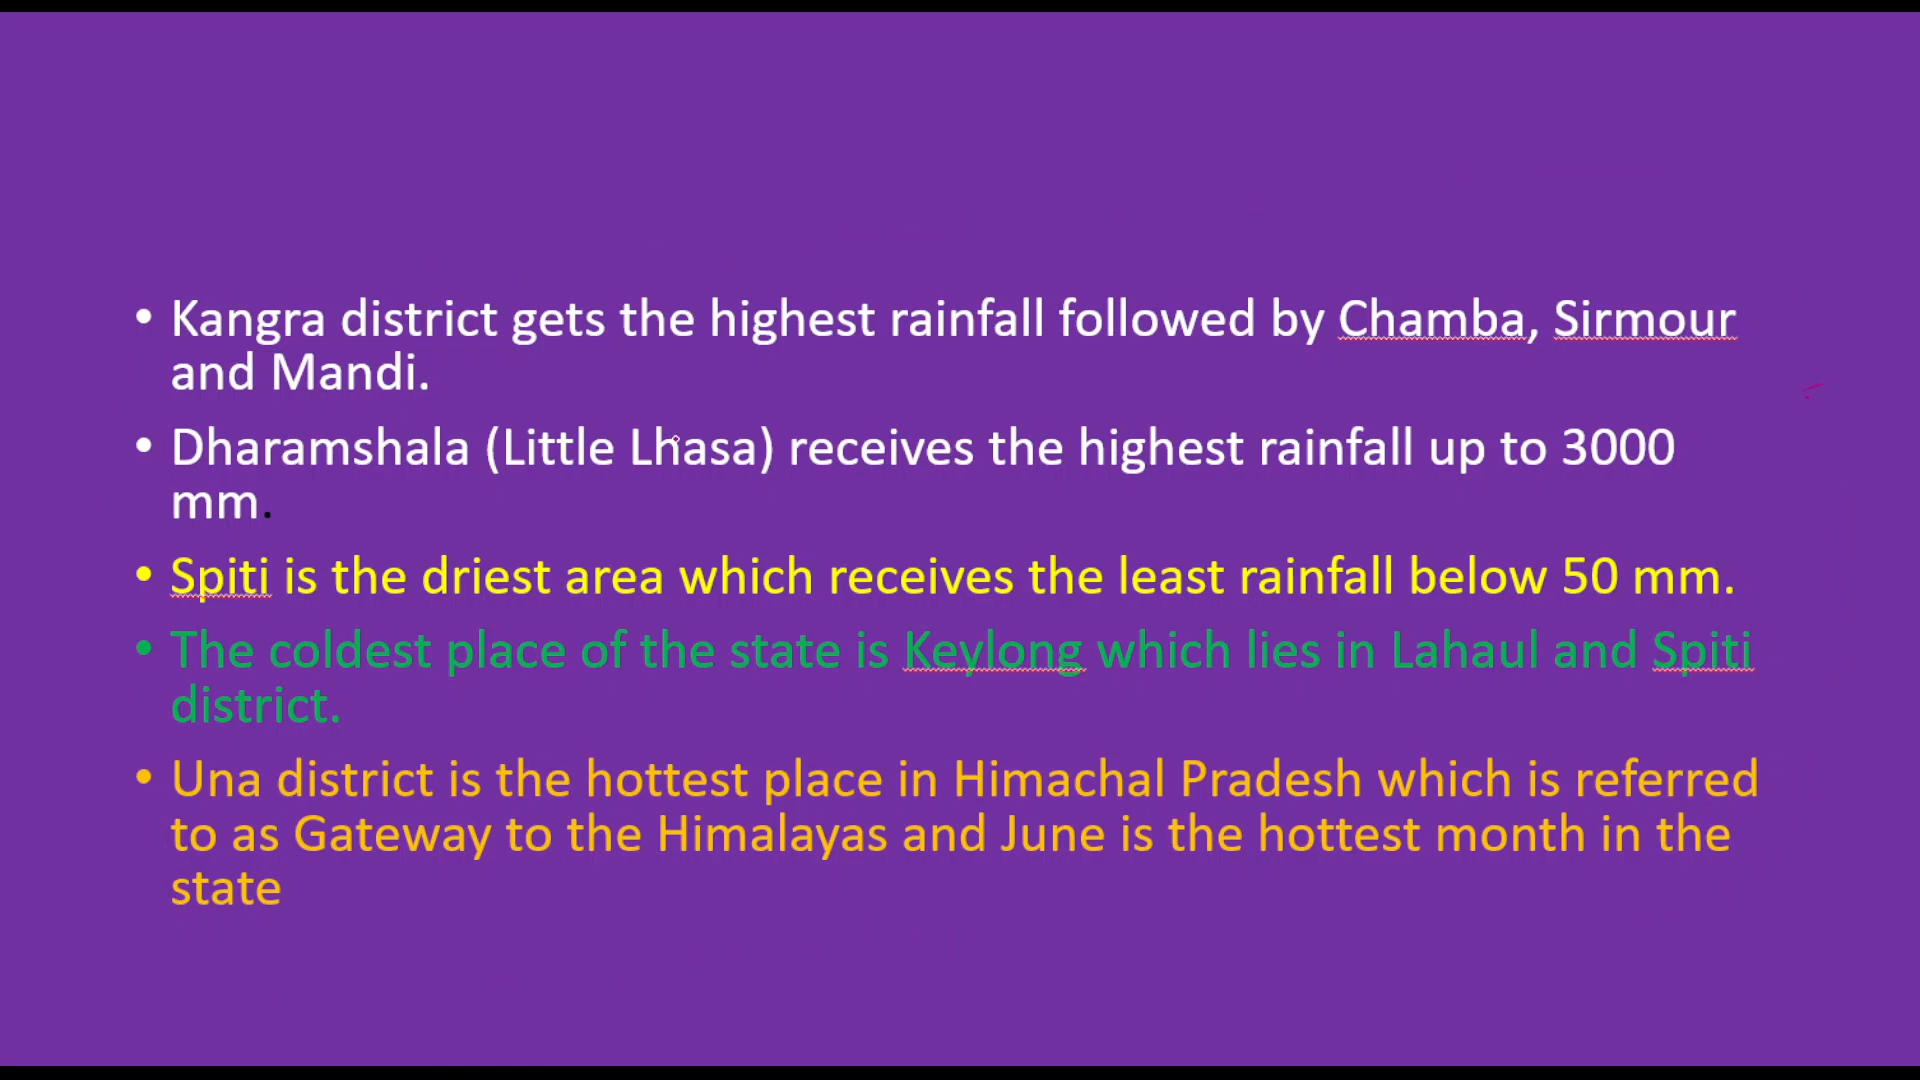 • Kangra district gets the highest rainfall followed by Chamba, Sirmour
and Mandi.
• Dharamshala (Little Lhasa) receives the highest rainfall up to 3000
mm.
• Spiti is the driest area which receives the least rainfall below 50 mm.
• The coldest place of the state is Keylong which lies in Lahaul and Spiti
district.
• Una district is the hottest place in Himachal Pradesh which is referred
to as Gateway to the Himalayas and June is the hottest month in the
state